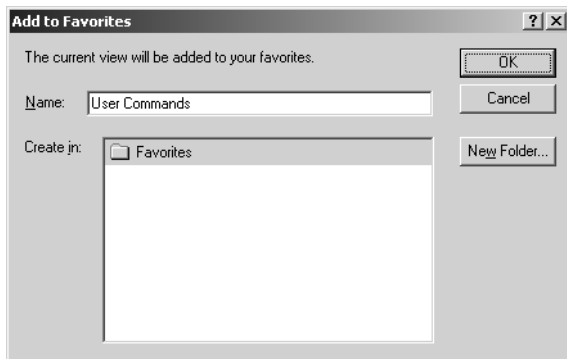 Add to Favorites
The current view will be added to your favorites.
OK
Name: User Commands
Cancel
Create in: Favorites
New Folder...